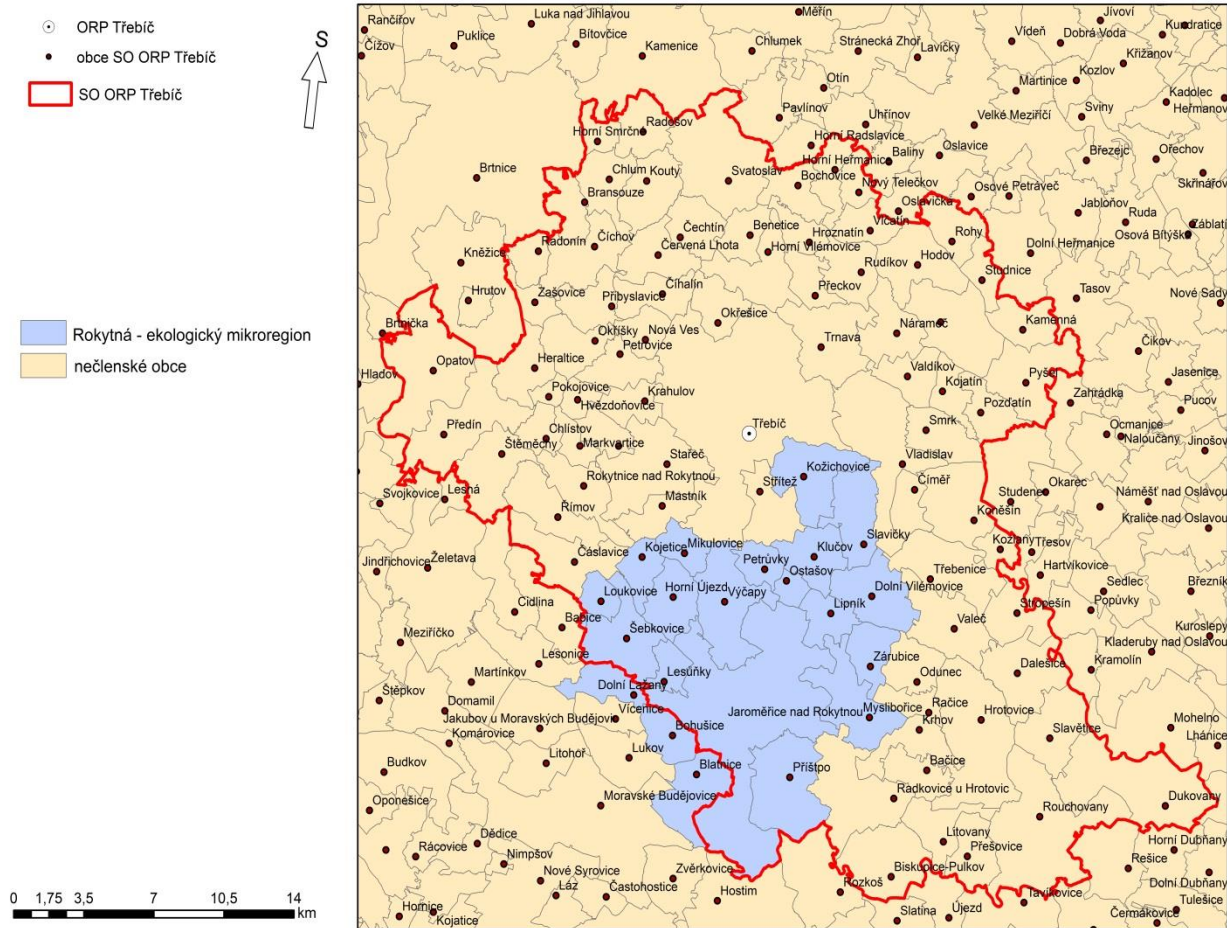 ORP Třebíč
obce SO ORP Třebíč
SO ORP Třebíč
S
Rokytná - ekologický mikroregion
nečlenské obce
0 1,75 3,5 7 10,5 14
km
Rančířov
Luka nad Jihlavou
Měřín
Jívoví
Kundratice
Čížov
Puklice
Bítovčice
Kamenice
Chlumek
Stránecká Zhoř
Lavičky
Vídeň
Dobrá Voda
Křižanov
Otín
Martinice
Kozlov
Kadolec
Heřmanov
Pavlínov
Uhřínov
Velké Meziříčí
Sviny
Horní Smrčné
Radošov
Horní Radslavice
Horní Heřmanice
Baliny
Oslavice
Březejc
Ořechov
Brtnice
Chlum
Kouty
Svatoslav
Bochovice
Nový Telečkov
Osové
Petráveč
Skřinářov
Bransouze
Oslavička
Jabloňov
Ruda
Záblatí
Osová Bítýška
Radonín
Číchov
Čechtín
Červená Lhota
Benetice
Horní Vilémovice
Hroznatín
Vlčatín
Rohy
Dolní Heřmanice
Kněžice
Rudíkov
Hodov
Studnice
Hrutov
Zašovice
Přibyslavice
Číhalín
Přeckov
Tasov
Nové Sady
Brtnička
Okříšky
Nová Ves
Petrovice
Okřešice
Trnava
Nárameč
Kamenná
Čikov
Hladov
Opatov
Heraltice
Valdíkov
Pyšel
Jasenice
Pokojovice
Hvězdoňovice
Krahulov
Kojatín
Pozďatín
Zahrádka
Pucov
Předín
Chlístov
Štěměchy
Markvartice
Třebíč
Smrk
Ocmanice
Naloučany
Jinošov
Stařeč
Kožichovice
Vladislav
Svojkovice
Lesná
Rokytnice nad Rokytnou
Mastník
Střítež
Číměř
Studenec
Okarec
Náměšť nad Oslavou
Římov
Koněšín
Kralice nad Oslavou
Jindřichovice
Želetava
Čáslavice
Kojetice
Mikulovice
Petrůvky
Klučov
Slavičky
Kozlany
Třesov
Ostašov
Třebenice
Hartvíkovice
Sedlec
Březník
Cidlina
Loukovice
Horní Újezd
Výčapy
Lipník
Dolní Vilémovice
Stropešín
Popůvky
Babice
Šebkovice
Valeč
Kuroslepy
Meziříčko
Lesonice
Zárubice
Kladeruby nad Oslavou
Martínkov
Lesůňky
Odunec
Dalešice
Kramolín
Štěpkov
Dolní Lažany
Domamil
Vícenice
Jaroměřice nad Rokytnou
Myslibořice
Račice
Jakubov u Moravských Budějovic
Komárovice
Bohušice
Krhov
Hrotovice
Slavětice
Mohelno
Lhánice
Budkov
Litohoř
Lukov
Blatnice
Příštpo
Bačice
Oponešice
Moravské Budějovice
Radkovice u Hrotovic
Rouchovany
Dukovany
Rácovice
Dědice
Nimpšov
Litovany
Přešovice
Horní Dubňany
Rešice
Nové Syrovice
Láz
Častohostice
Zvěrkovice
Hostim
Biskupice-Pulkov
Rozkoš
Dolní Dubňany
Tulešice
Hornice
Kojatice
Slatina
Újezd
Tavíkovice
Čermákovice